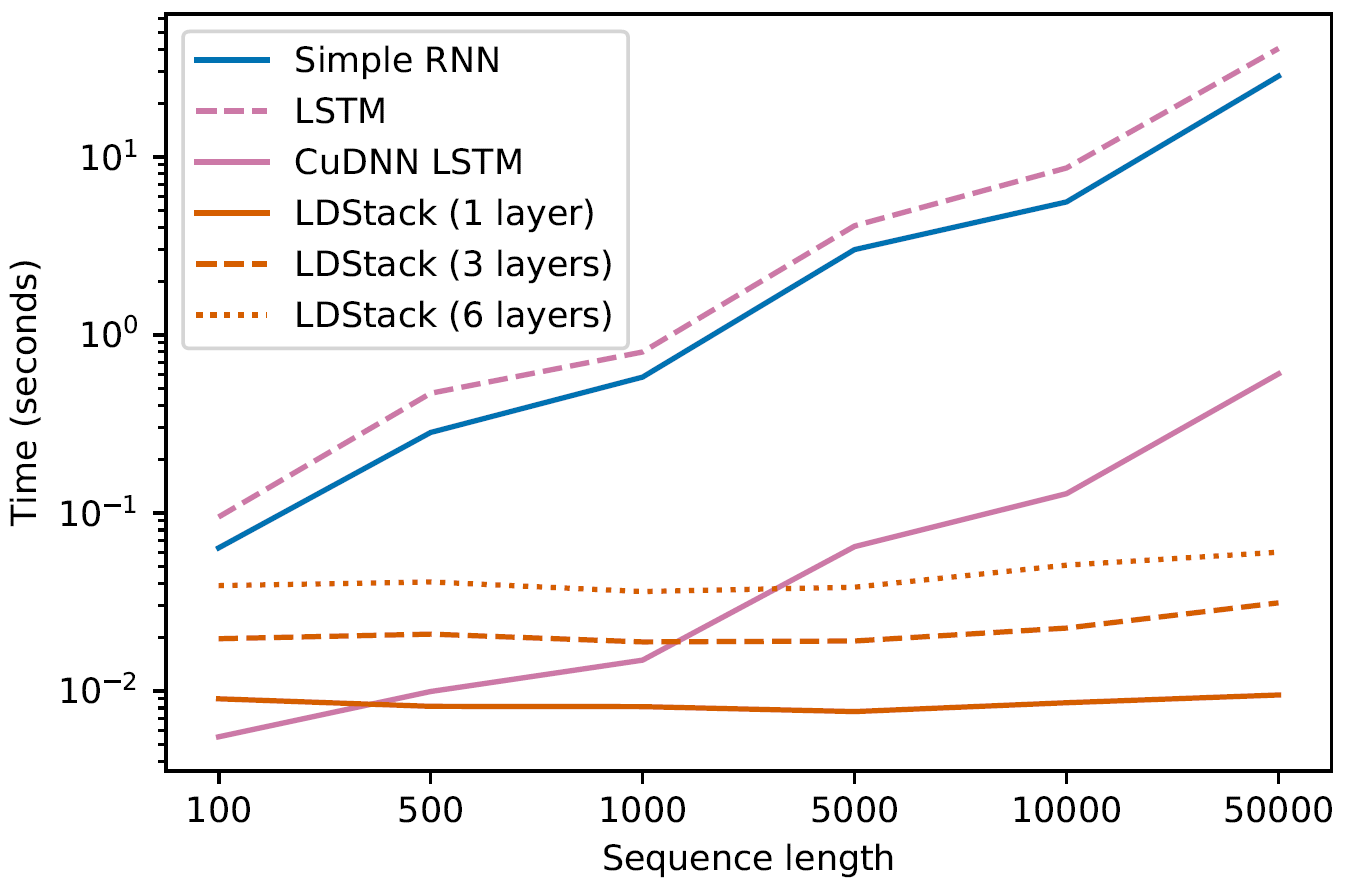 Simple RNN
LSTM
CuDNN LSTM
LDStack (1 layer)
LDStack (3 layers)
LDStack (6 layers)
10¹
10⁰
10⁻¹
10⁻²
Time (seconds)
100 500 1000 5000 10000 50000
Sequence length